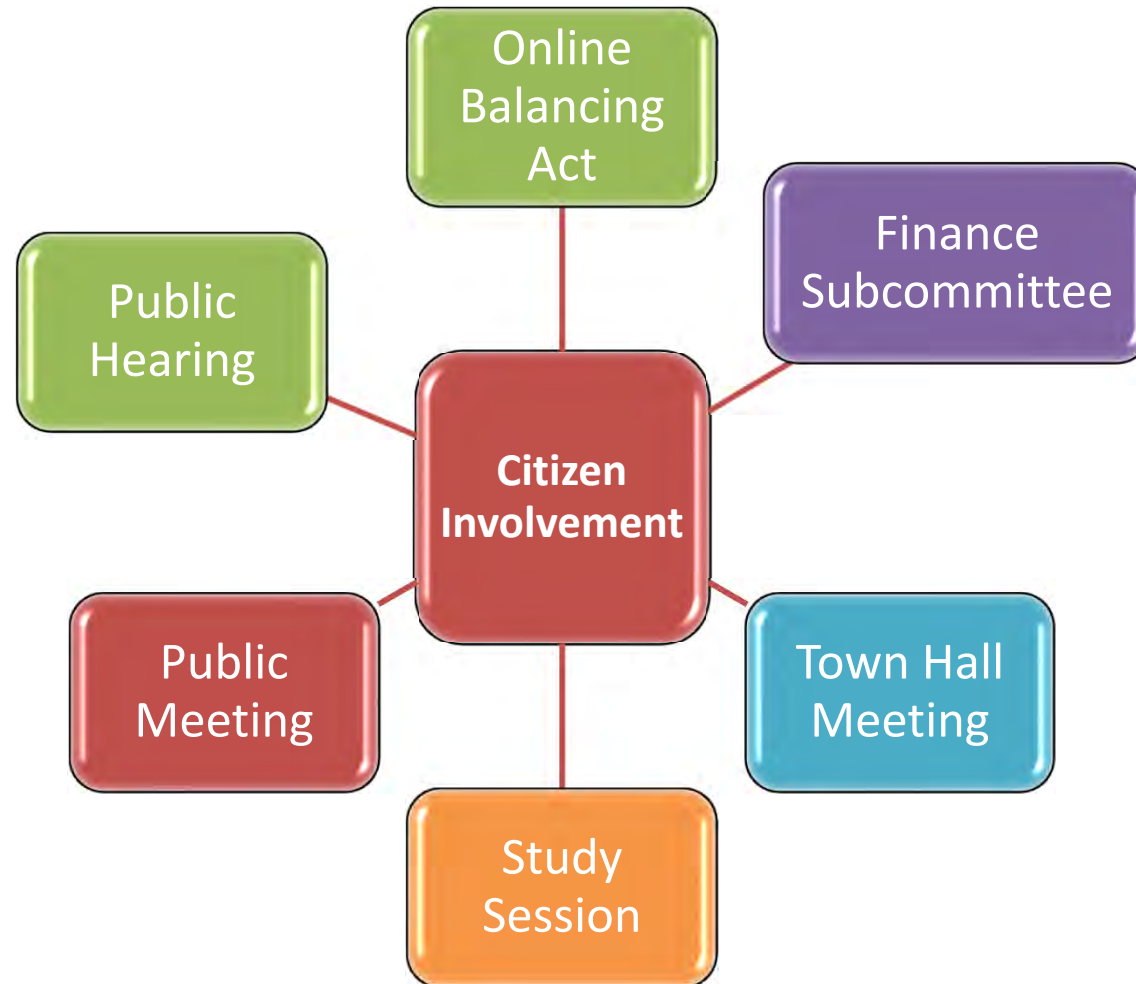 Online
Balancing
Act
Finance
Subcommittee
Public
Hearing
Citizen
Involvement
Public
Meeting
Town Hall
Meeting
Study
Session